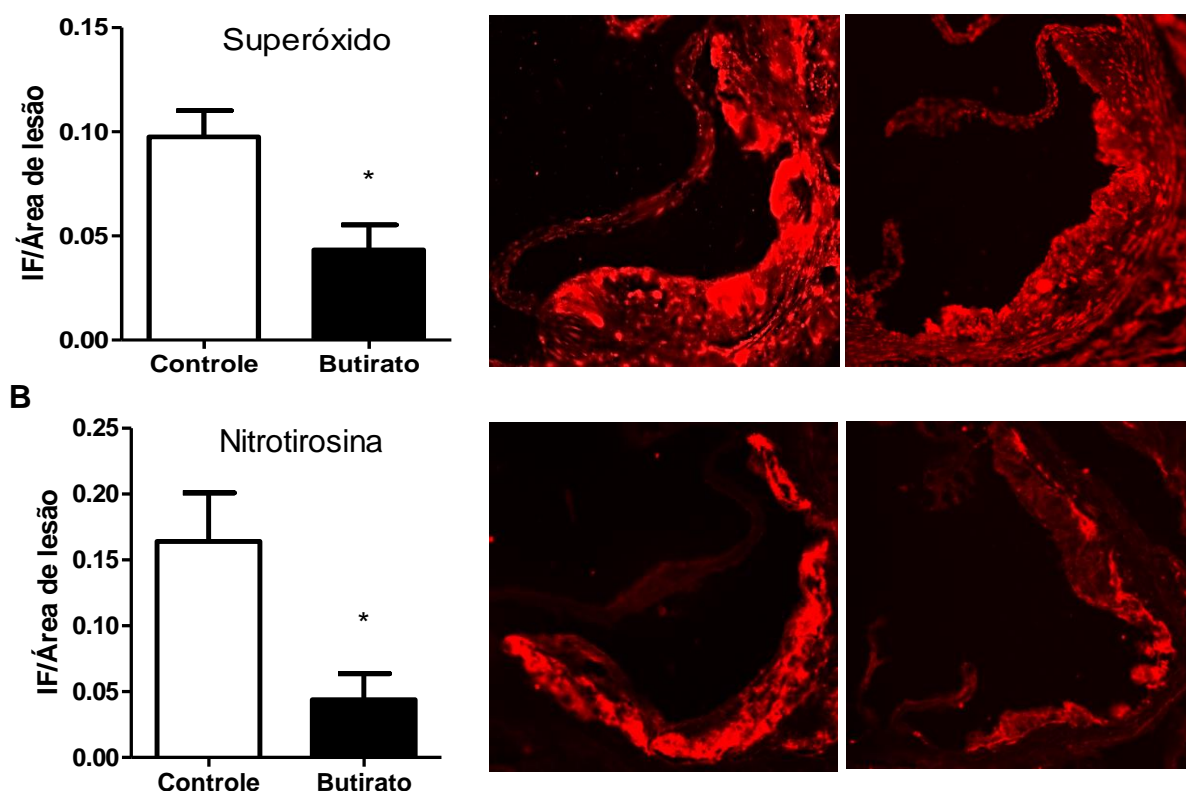 Superóxido
IF/Área de lesão
0.15
0.10
0.05
0.00
*
Controle Butirato
B
Nitrotirosina
IF/Área de lesão
0.25
0.20
0.15
0.10
0.05
0.00
*
Controle Butirato